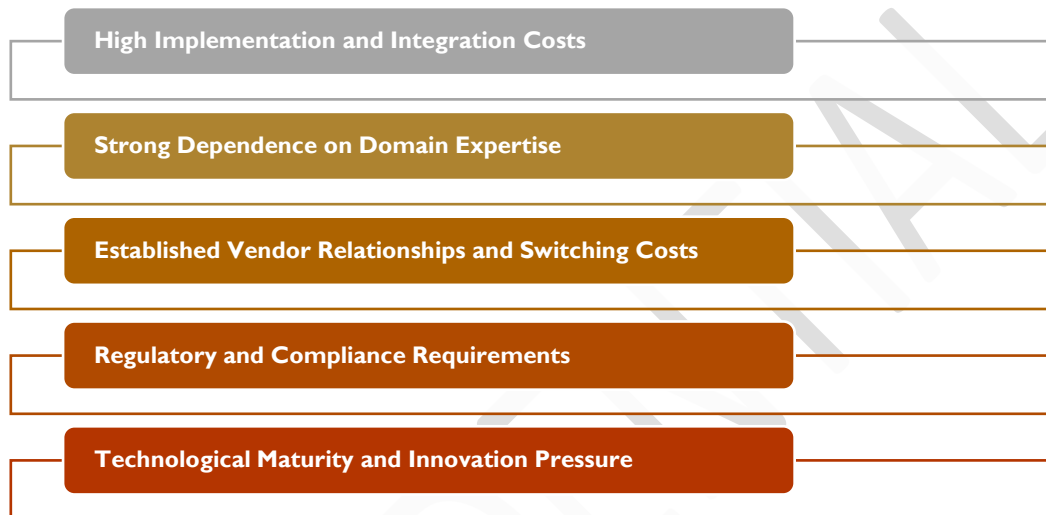 High Implementation and Integration Costs
Strong Dependence on Domain Expertise
Established Vendor Relationships and Switching Costs
Regulatory and Compliance Requirements
Technological Maturity and Innovation Pressure